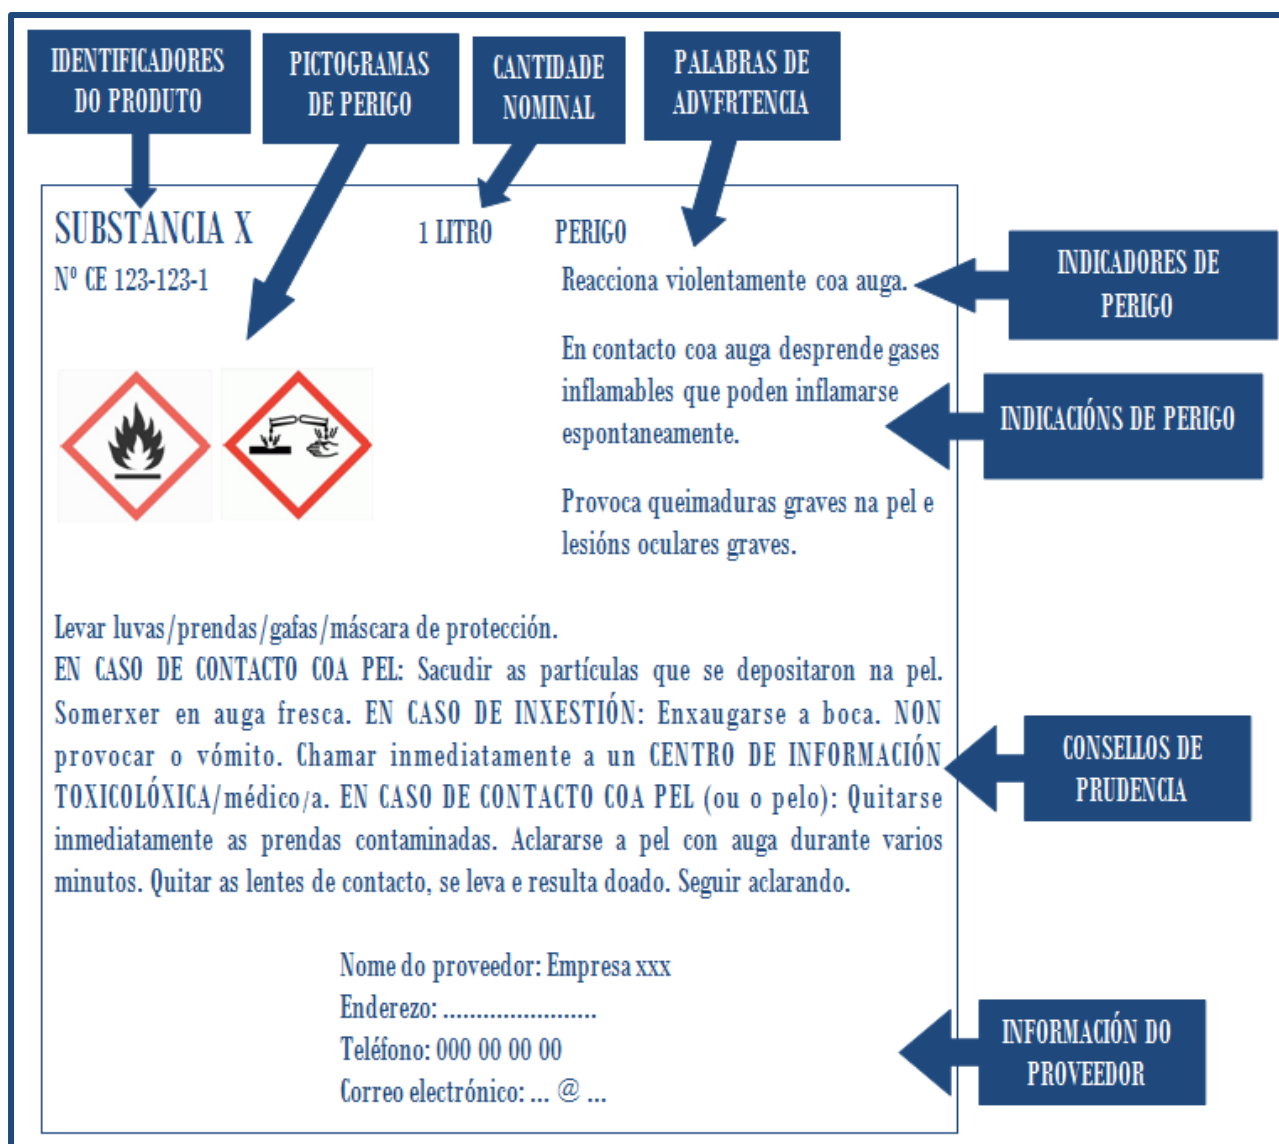 IDENTIFICADORES
DO PRODUTO
PICTOGRAMAS
DE PERIGO
CANTIDADE
NOMINAL
PALABRAS DE
ADVERTENCIA
SUBSTANCIA X
Nº CE 123-123-1
1 LITRO
PERIGO
Reacciona violentamente coa auga.
En contacto coa auga desprende gases
inflamables que poden inflamarse
espontaneamente.
Provoca queimaduras graves na pel e
lesións oculares graves.
INDICADORES DE
PERIGO
INDICACIÓNS DE PERIGO
Levar luvas/prendas/gafas/máscara de protección.
EN CASO DE CONTACTO COA PEL: Sacudir as partículas que se depositaron na pel.
Somerxer en auga fresca. EN CASO DE INXESTIÓN: Enxaugarse a boca. NON
provocar o vómito. Chamar inmediatamente a un CENTRO DE INFORMACIÓN
TOXICOLÓXICA/médico/a. EN CASO DE CONTACTO COA PEL (ou o pelo): Quitarse
inmediatamente as prendas contaminadas. Aclararse a pel con auga durante varios
minutos. Quitar as lentes de contacto, se leva e resulta doado. Seguir aclarando.
CONSELLOS DE
PRUDENCIA
Nome do proveedor: Empresa xxx
Enderezo: .......................
Teléfono: 000 00 00 00
Correo electrónico: ... @ ...
INFORMACIÓN DO
PROVEEDOR